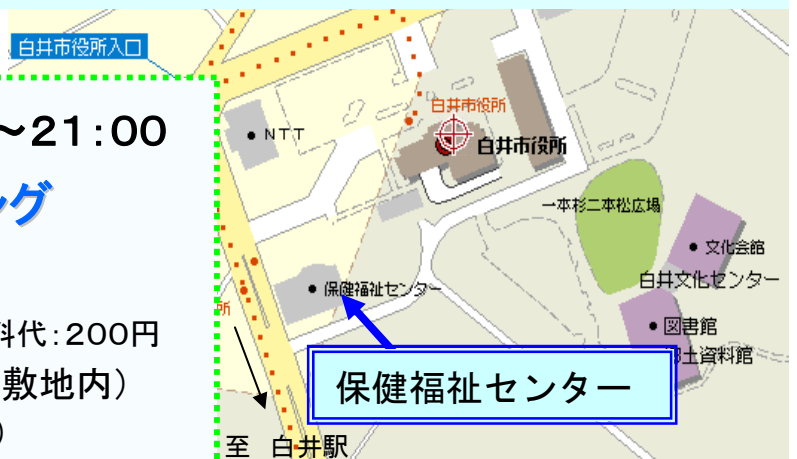 白井市役所入口
～21:00
ング
料代:200円
敷地内)
)
NTT
白井市役所
白井市役所
一本杉二本松広場
文化会館
白井文化センター
図書館
土資料館
保健福祉センター
所
保健福祉センター
至 白井駅